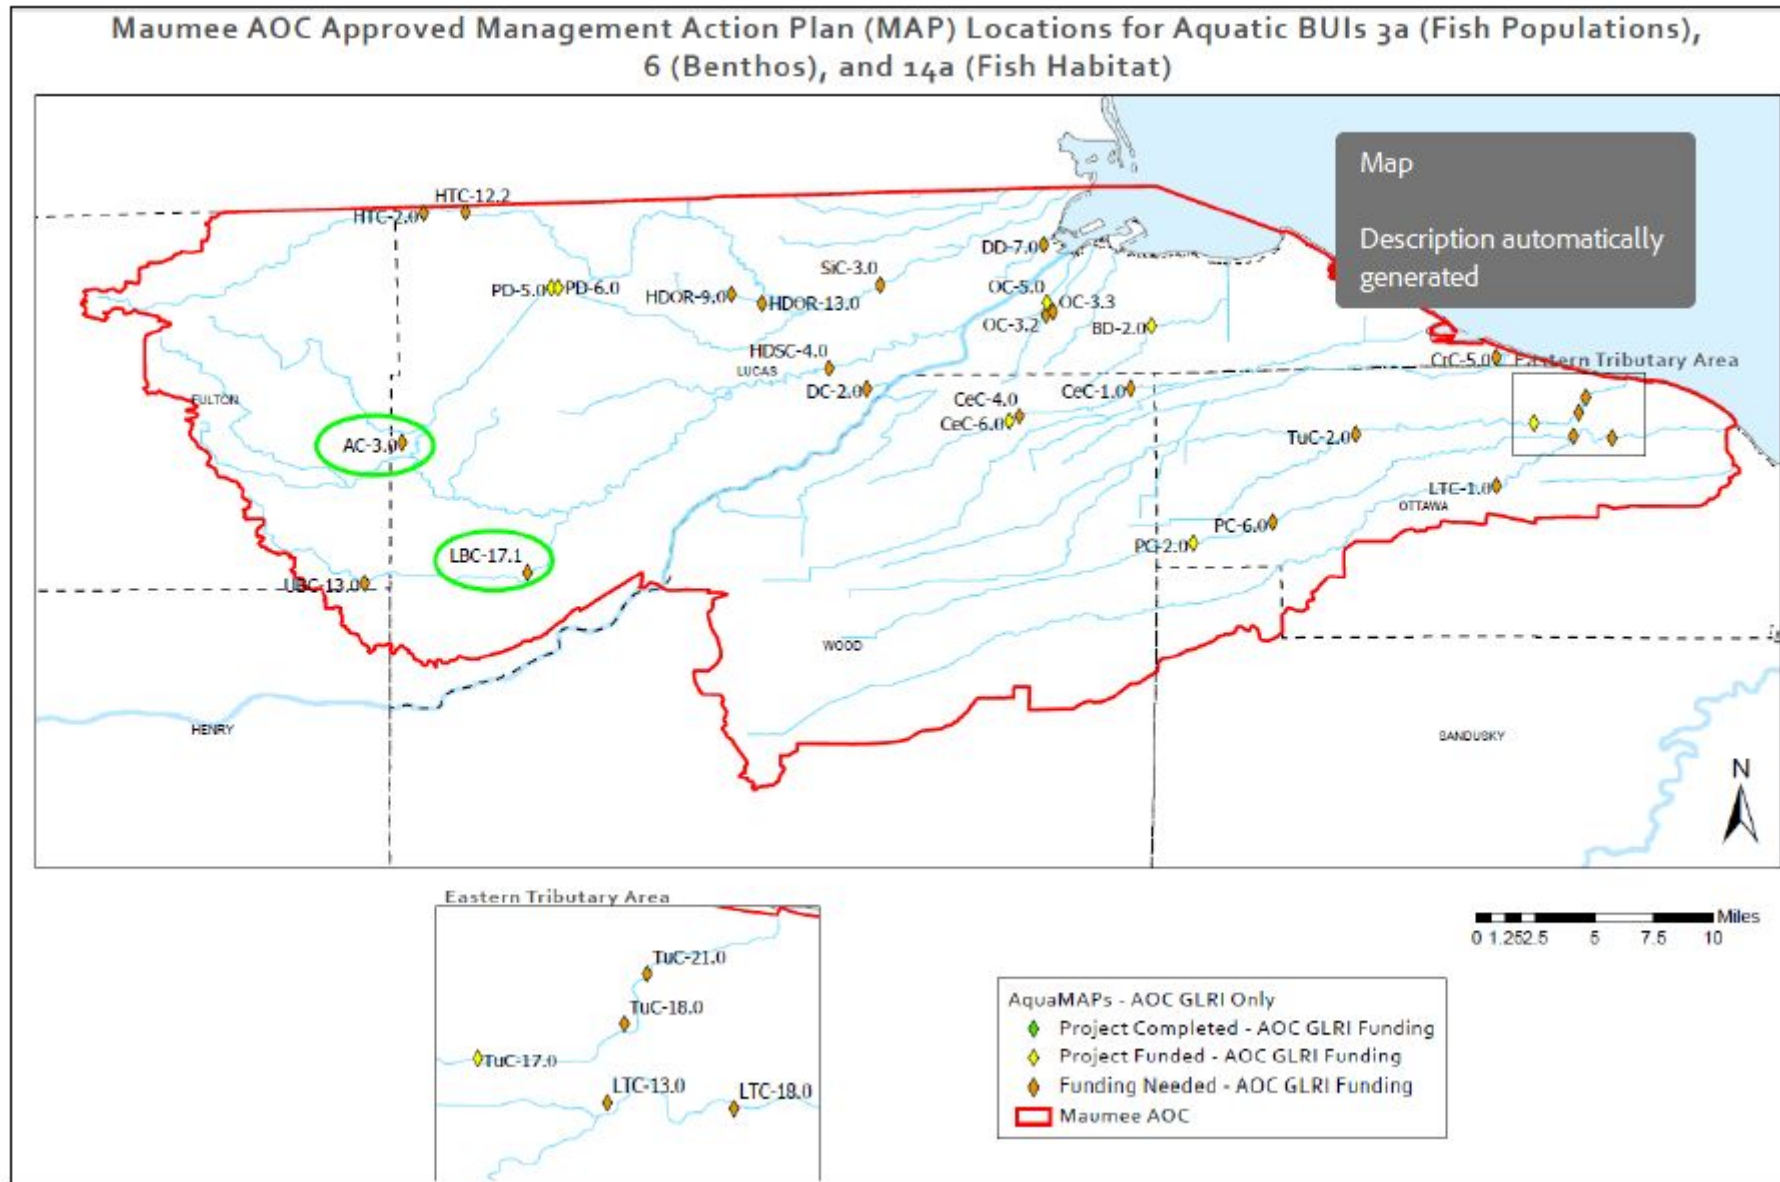 Maumee AOC Approved Management Action Plan (MAP) Locations for Aquatic BUIs 3a (Fish Populations),
6 (Benthos), and 14a (Fish Habitat)
Map
Description automatically
generated
HTC-12.2
HTC-2.0
DD-7.0
SiC-3.0
PD-5.0
PD-6.0
HDOR-9.0
HDOR-13.0
OC-5.0
OC-3.3
OC-3.2
BD-2.0
HDSC-4.0
LUCAS
CrC-5.0
Eastern Tributary Area
DC-2.0
CeC-4.0
CeC-1.0
FULTON
CeC-6.0
AC-3.0
TuC-2.0
LTC-1.0
OTTAWA
PC-6.0
PC-2.0
LBC-17.1
UBC-13.0
WOOD
HENRY
SANDUSKY
N
Eastern Tributary Area
TuC-21.0
TuC-18.0
TuC-17.0
LTC-13.0
LTC-18.0
Miles
0 1.25 2.5 5 7.5 10
AquaMAPs - AOC GLRI Only
Project Completed - AOC GLRI Funding
Project Funded - AOC GLRI Funding
Funding Needed - AOC GLRI Funding
Maumee AOC